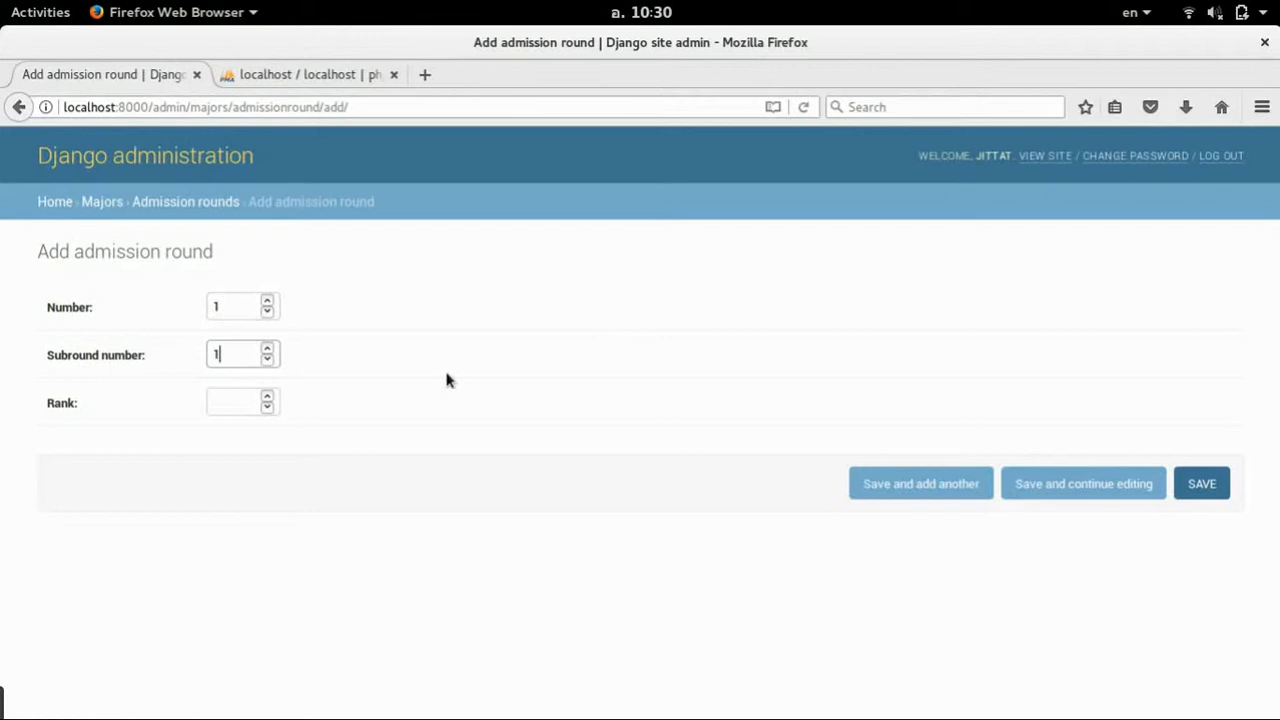 Activities Firefox Web Browser อ. 10:30 en
Add admission round | Django site admin - Mozilla Firefox
Add admission round | Djang localhost / localhost | ph
localhost:8000/admin/majors/admissionround/add/ Search
Django administration WELCOME, JITTAT. VIEW SITE / CHANGE PASSWORD / LOG OUT
Home › Majors › Admission rounds › Add admission round
Add admission round
Number: 1
Subround number: 1
Rank:
Save and add another Save and continue editing SAVE